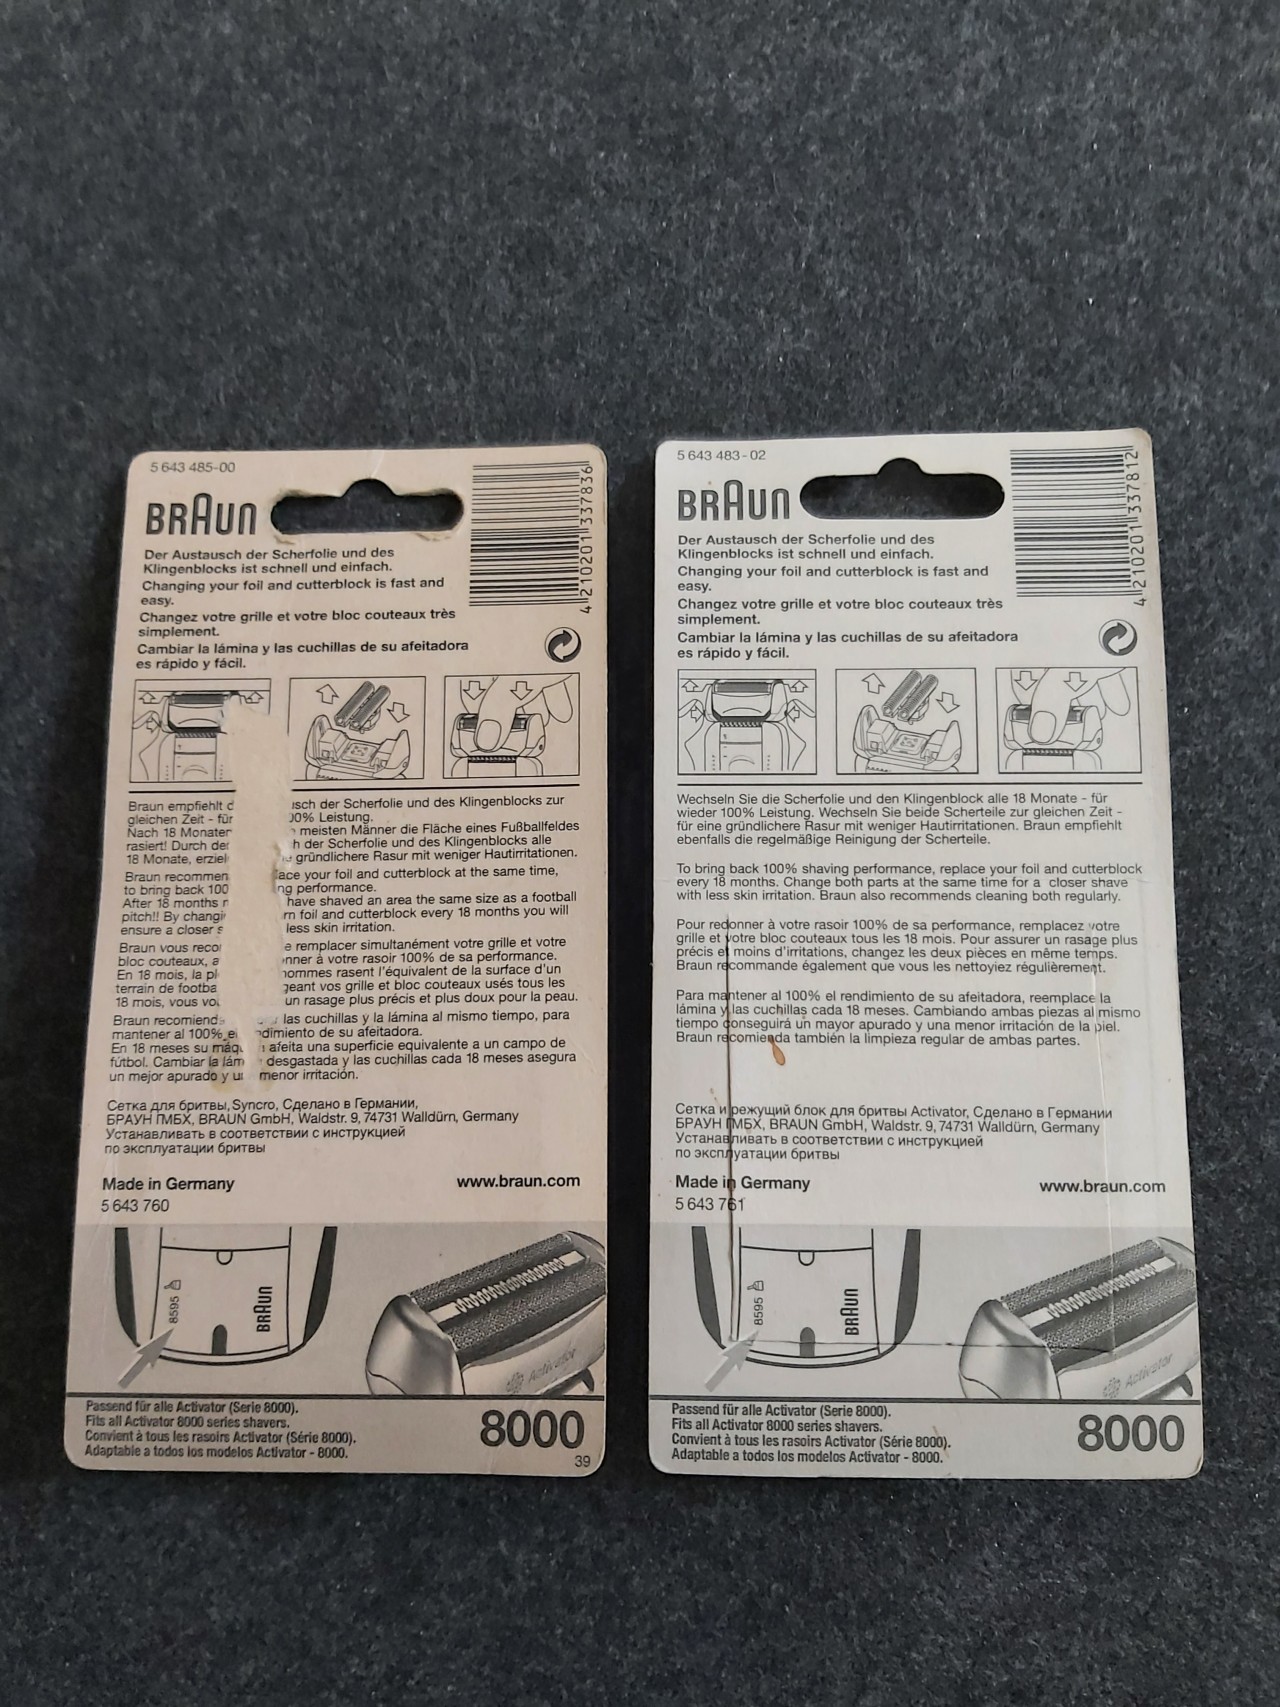 5 643 485-00
BRAUN
4 210201 337836
Der Austausch der Scherfolie und des
Klingenblocks ist schnell und einfach.
Changing your foil and cutterblock is fast and
easy.
Changez votre grille et votre bloc couteaux très
simplement.
Cambiar la lámina y las cuchillas de su afeitadora
es rápido y fácil.
Braun empfiehlt der Scherfolie und des Klingenblocks zur
gleichen Zeit - für Leistung.
Nach 18 meisten Männer die Fläche eines Fußballfeldes
rasiert! Durch der Scherfolie und des Klingenblocks alle
18 Monate, gründlichere Rasur mit weniger Hautirritationen.
Braun your foil and cutterblock at the same time,
to bring back performance.
After 18 months have shaved an area the same size as a football
pitch!! By foil and cutterblock every 18 months you will
ensure a closer less skin irritation.
Braun vous remplacer simultanément votre grille et votre
bloc couteaux, à votre rasoir 100% de sa performance.
En 18 mois, la rasent l'équivalent de la surface d'un
terrain de vos grille et bloc couteaux usés tous les
18 mois, vous un rasage plus précis et plus doux pour la peau.
Braun las cuchillas y la lámina al mismo tiempo, para
mantener al 100% de su afeitadora.
En 18 meses su afeita una superficie equivalente a un campo de
fútbol. Cambiar la desgastada y las cuchillas cada 18 meses asegura
un mejor apurado y menor irritación.
Сетка для бритвы, Syncro, Сделано в Германии,
БРАУН ГМБХ, BRAUN GmbH, Waldstr. 9, 74731 Walldürn, Germany
Устанавливать в соответствии с инструкцией
по эксплуатации бритвы
Made in Germany
www.braun.com
5 643 760
8595
BRAUN
Activator
Passend für alle Activator (Serie 8000).
Fits all Activator 8000 series shavers.
Convient à tous les rasoirs Activator (Série 8000).
Adaptable a todos los modelos Activator - 8000.
8000
39
5 643 483-02
BRAUN
4 210201 337812
Der Austausch der Scherfolie und des
Klingenblocks ist schnell und einfach.
Changing your foil and cutterblock is fast and
easy.
Changez votre grille et votre bloc couteaux très
simplement.
Cambiar la lámina y las cuchillas de su afeitadora
es rápido y fácil.
Wechseln Sie die Scherfolie und den Klingenblock alle 18 Monate - für
wieder 100% Leistung. Wechseln Sie beide Scherteile zur gleichen Zeit -
für eine gründlichere Rasur mit weniger Hautirritationen. Braun empfiehlt
ebenfalls die regelmäßige Reinigung der Scherteile.
To bring back 100% shaving performance, replace your foil and cutterblock
every 18 months. Change both parts at the same time for a closer shave
with less skin irritation. Braun also recommends cleaning both regularly.
Pour redonner à votre rasoir 100% de sa performance, remplacez votre
grille et votre bloc couteaux tous les 18 mois. Pour assurer un rasage plus
précis et moins d'irritations, changez les deux pièces en même temps.
Braun recommande également que vous les nettoyiez régulièrement.
Para mantener al 100% el rendimiento de su afeitadora, reemplace la
lámina y las cuchillas cada 18 meses. Cambiando ambas piezas al mismo
tiempo conseguirá un mayor apurado y una menor irritación de la piel.
Braun recomienda también la limpieza regular de ambas partes.
Сетка и режущий блок для бритвы Activator, Сделано в Германии
БРАУН ГМБХ, BRAUN GmbH, Waldstr. 9, 74731 Walldürn, Germany
Устанавливать в соответствии с инструкцией
по эксплуатации бритвы
Made in Germany
www.braun.com
5 643 761
8595
BRAUN
Activator
Passend für alle Activator (Serie 8000).
Fits all Activator 8000 series shavers.
Convient à tous les rasoirs Activator (Série 8000).
Adaptable a todos los modelos Activator - 8000.
8000